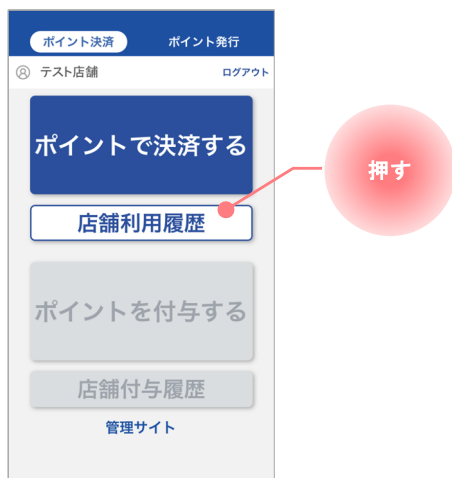 ポイント決済 ポイント発行
テスト店舗 ログアウト
ポイントで決済する
押す
店舗利用履歴
ポイントを付与する
店舗付与履歴
管理サイト